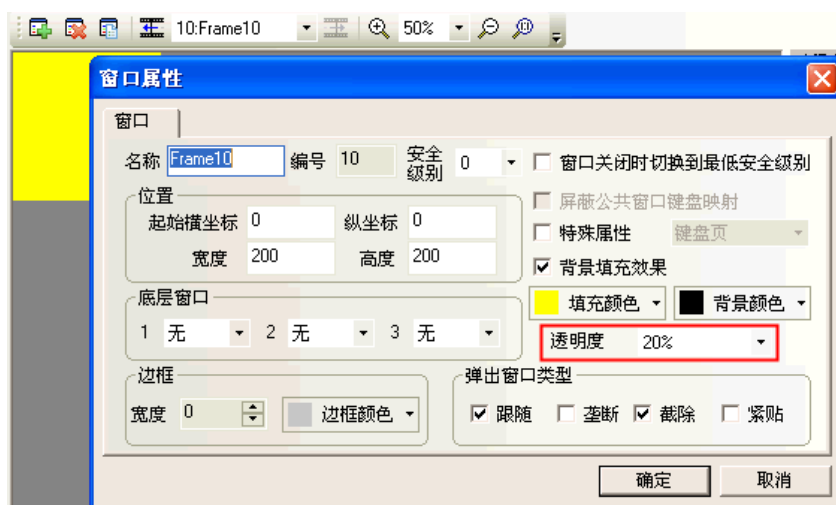 10:Frame10 50%
窗口属性
窗口
名称 Frame10 编号 10 安全级别 0 窗口关闭时切换到最低安全级别
位置 屏蔽公共窗口键盘映射
起始横坐标 0 纵坐标 0 特殊属性 键盘页
宽度 200 高度 200 背景填充效果
底层窗口 填充颜色 背景颜色
1 无 2 无 3 无 透明度 20%
边框 弹出窗口类型
宽度 0 边框颜色 跟随 垄断 截除 紧贴
确定 取消